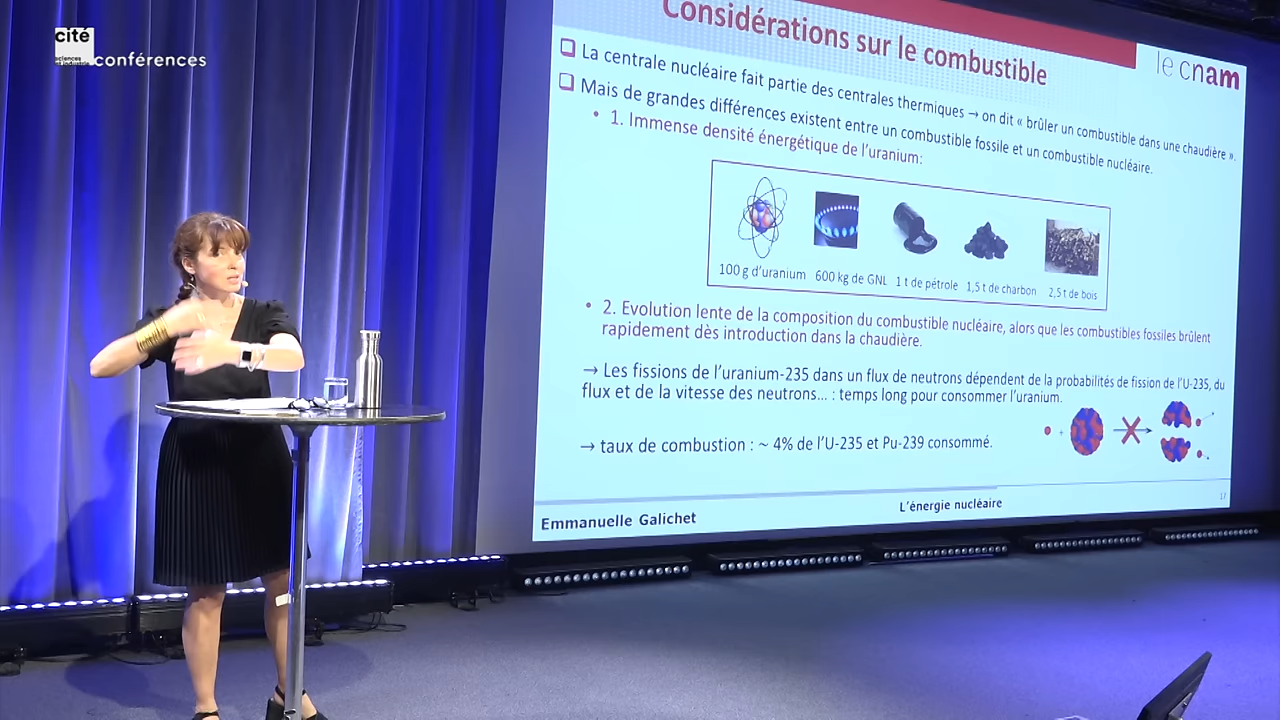 cité
sciences
et industrie
conférences
Considérations sur le combustible
le cnam
❑ La centrale nucléaire fait partie des centrales thermiques → on dit « brûler un combustible dans une chaudière ».
❑ Mais de grandes différences existent entre un combustible fossile et un combustible nucléaire.
• 1. Immense densité énergétique de l'uranium:
100 g d'uranium 600 kg de GNL 1 t de pétrole 1,5 t de charbon 2,5 t de bois
• 2. Evolution lente de la composition du combustible nucléaire, alors que les combustibles fossiles brûlent
rapidement dès introduction dans la chaudière.
→ Les fissions de l'uranium-235 dans un flux de neutrons dépendent de la probabilités de fission de l'U-235, du
flux et de la vitesse des neutrons... : temps long pour consommer l'uranium.
→ taux de combustion : ~ 4% de l'U-235 et Pu-239 consommé.
Emmanuelle Galichet
L'énergie nucléaire
17